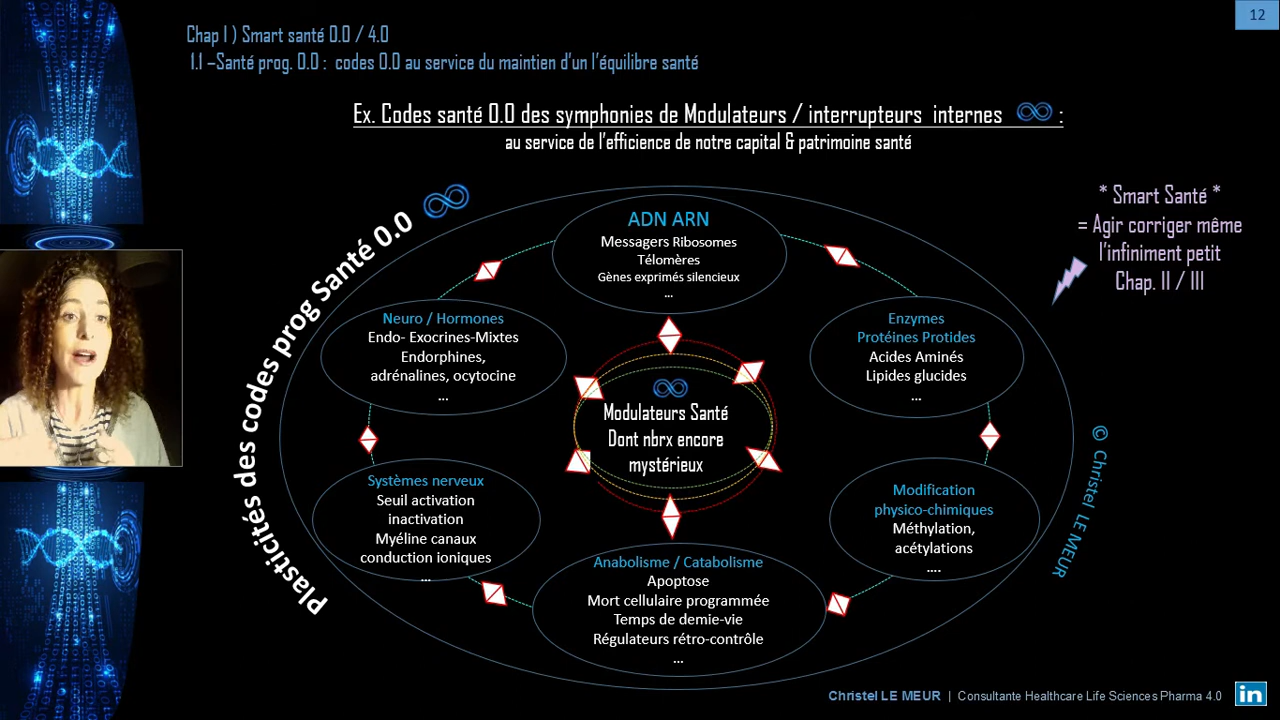 12
Chap I ) Smart santé 0.0 / 4.0
1.1 –Santé prog. 0.0 : codes 0.0 au service du maintien d'un l'équilibre santé
Ex. Codes santé 0.0 des symphonies de Modulateurs / interrupteurs internes ∞ :
au service de l'efficience de notre capital & patrimoine santé
* Smart Santé *
= Agir corriger même
l'infiniment petit
Chap. II / III
Plasticités des codes prog Santé 0.0 ∞
ADN ARN
Messagers Ribosomes
Télomères
Gènes exprimés silencieux
...
Neuro / Hormones
Endo- Exocrines-Mixtes
Endorphines,
adrénalines, ocytocine
...
Enzymes
Protéines Protides
Acides Aminés
Lipides glucides
...
∞
Modulateurs Santé
Dont nbrx encore
mystérieux
Systèmes nerveux
Seuil activation
inactivation
Myéline canaux
conduction ioniques
...
Modification
physico-chimiques
Méthylation,
acétylations
....
Anabolisme / Catabolisme
Apoptose
Mort cellulaire programmée
Temps de demie-vie
Régulateurs rétro-contrôle
...
© Christel LE MEUR
Christel LE MEUR | Consultante Healthcare Life Sciences Pharma 4.0
in